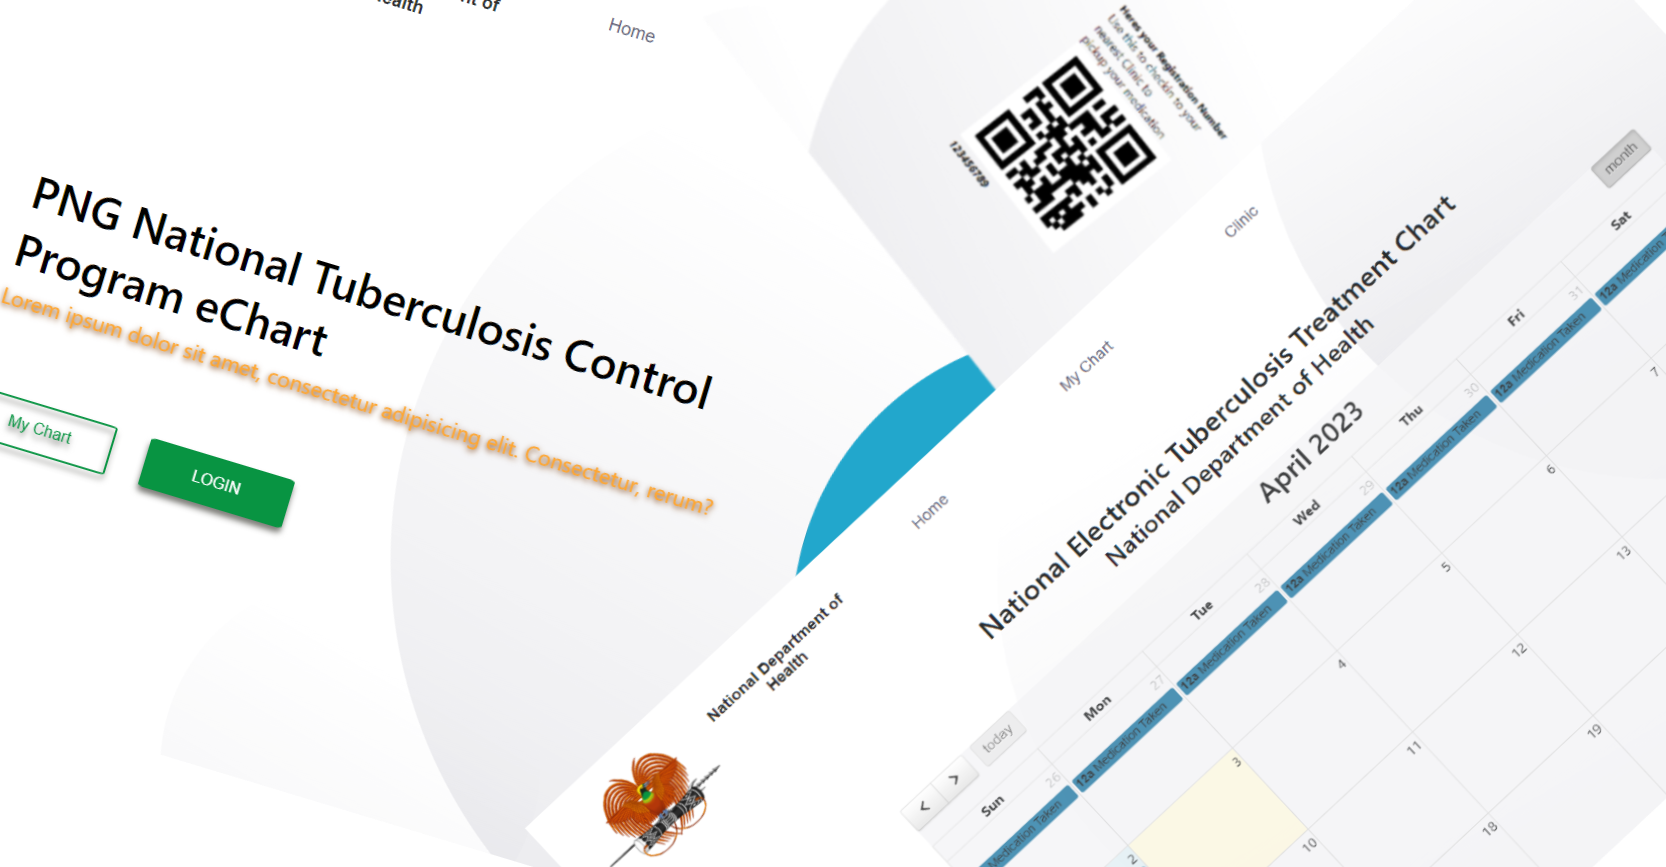 Health
nt of
Home
PNG National Tuberculosis Control
Program eChart
Lorem ipsum dolor sit amet, consectetur adipisicing elit. Consectetur, rerum?
My Chart
LOGIN
Heres your Registration Number
Use this to checkin to your
nearest Clinic to
pickup your medication
123456789
National Department of
Health
Home
My Chart
Clinic
National Electronic Tuberculosis Treatment Chart
National Department of Health
April 2023
<
>
today
month
Sun
Mon
Tue
Wed
Thu
Fri
Sat
26
27
28
29
30
31
Medication Taken
12a Medication Taken
12a Medication Taken
12a Medication Taken
12a Medication Taken
12a Medication Taken
12a Medication
2
3
4
5
6
7
10
11
12
13
18
19